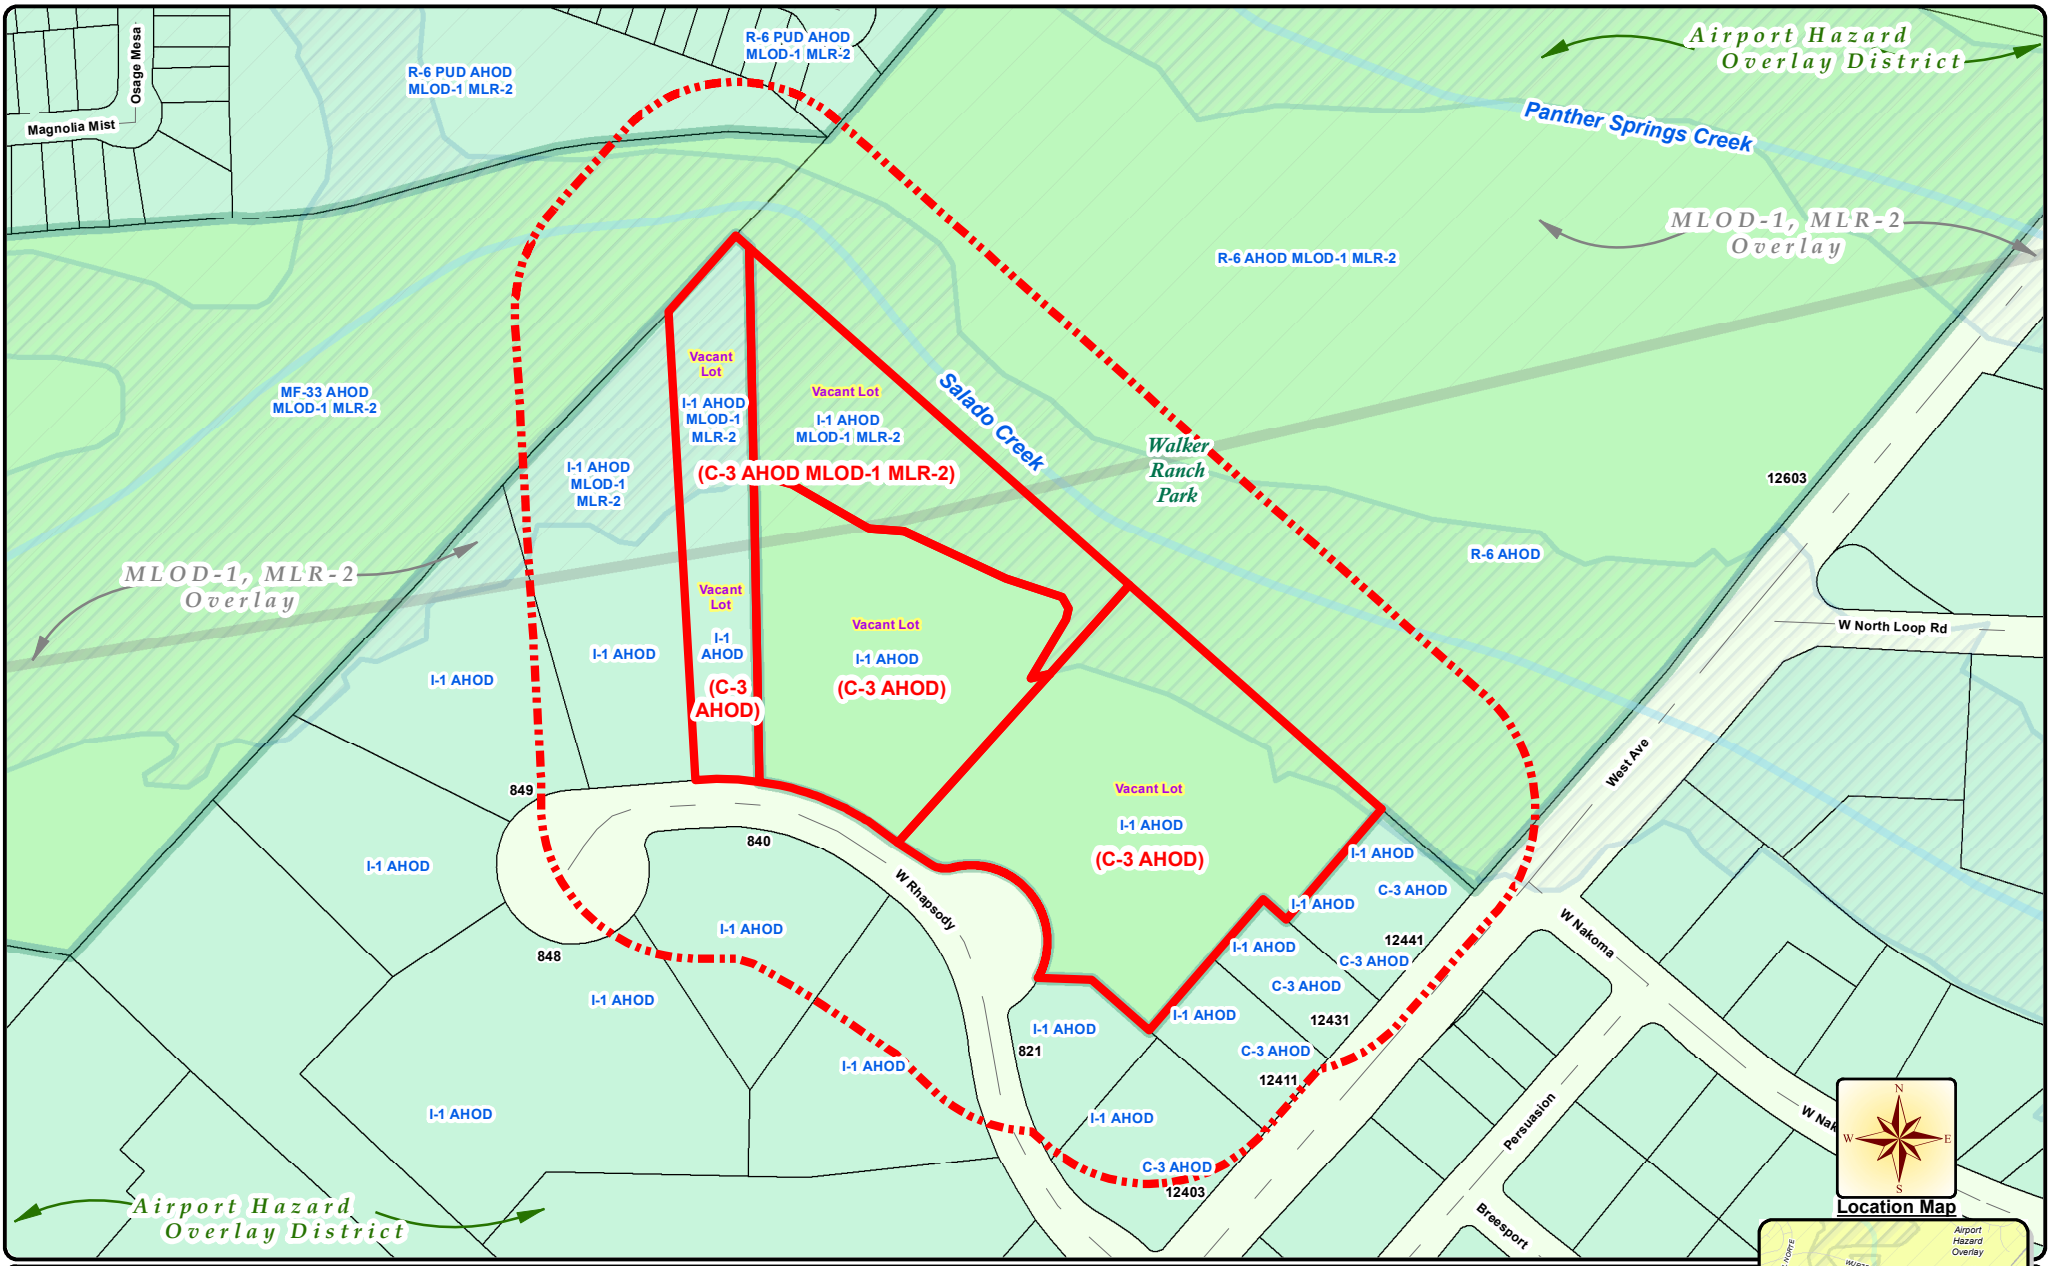 Osage Mesa
Magnolia Mist
R-6 PUD AHOD
MLOD-1 MLR-2
R-6 PUD AHOD
MLOD-1 MLR-2
Airport Hazard
Overlay District
Panther Springs Creek
MLOD-1, MLR-2
Overlay
R-6 AHOD MLOD-1 MLR-2
MF-33 AHOD
MLOD-1 MLR-2
Vacant
Lot
I-1 AHOD
MLOD-1
MLR-2
Vacant Lot
I-1 AHOD
MLOD-1 MLR-2
(C-3 AHOD MLOD-1 MLR-2)
Salado Creek
Walker
Ranch
Park
I-1 AHOD
MLOD-1
MLR-2
12603
R-6 AHOD
MLOD-1, MLR-2
Overlay
Vacant
Lot
I-1
AHOD
(C-3
AHOD)
Vacant Lot
I-1 AHOD
(C-3 AHOD)
W North Loop Rd
I-1 AHOD
I-1 AHOD
West Ave
849
840
Vacant Lot
I-1 AHOD
(C-3 AHOD)
I-1 AHOD
I-1 AHOD
C-3 AHOD
I-1 AHOD
W Rhapsody
I-1 AHOD
I-1 AHOD
12441
C-3 AHOD
W Nakoma
848
C-3 AHOD
I-1 AHOD
I-1 AHOD
12431
I-1 AHOD
821
C-3 AHOD
12411
I-1 AHOD
I-1 AHOD
I-1 AHOD
Persuasion
W Nak
C-3 AHOD
12403
Breesport
Airport Hazard
Overlay District
N
W
E
S
Location Map
Airport
Hazard
Overlay